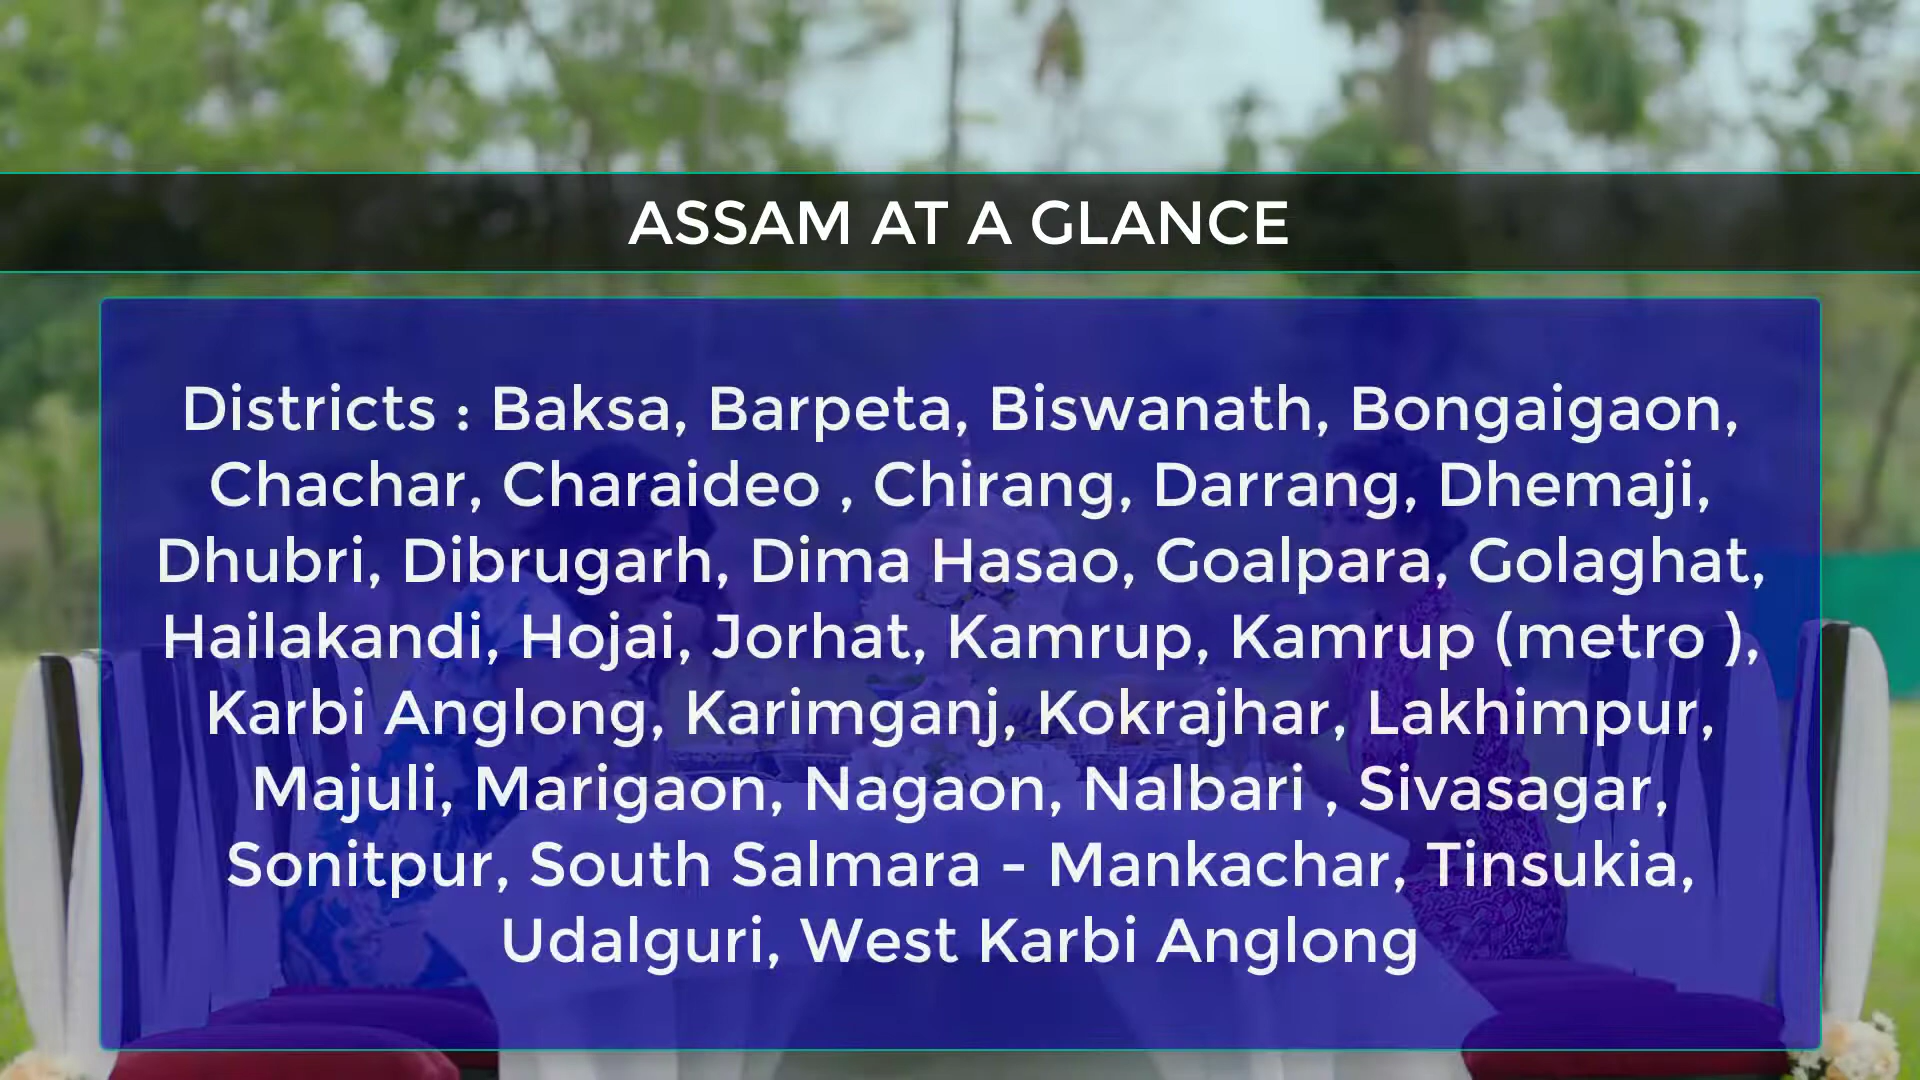 ASSAM AT A GLANCE
Districts : Baksa, Barpeta, Biswanath, Bongaigaon,
Chachar, Charaideo , Chirang, Darrang, Dhemaji,
Dhubri, Dibrugarh, Dima Hasao, Goalpara, Golaghat,
Hailakandi, Hojai, Jorhat, Kamrup, Kamrup (metro ),
Karbi Anglong, Karimganj, Kokrajhar, Lakhimpur,
Majuli, Marigaon, Nagaon, Nalbari , Sivasagar,
Sonitpur, South Salmara - Mankachar, Tinsukia,
Udalguri, West Karbi Anglong